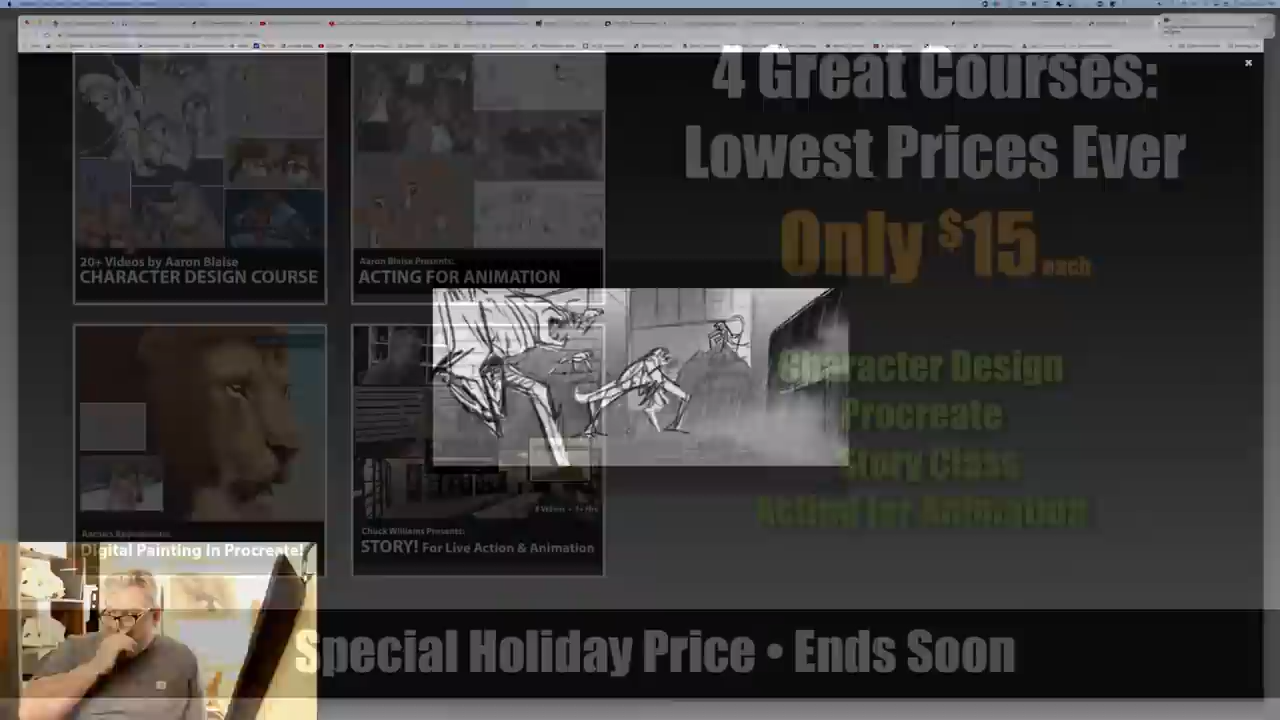 4 Great Courses:
Lowest Prices Ever
Only $15 each
20+ Videos by Aaron Blaise
CHARACTER DESIGN COURSE
Aaron Blaise Presents:
ACTING FOR ANIMATION
Character Design
Procreate
Story Class
Acting for Animation
Digital Painting In Procreate!
Chuck Williams Presents:
STORY! For Live Action & Animation
Special Holiday Price • Ends Soon